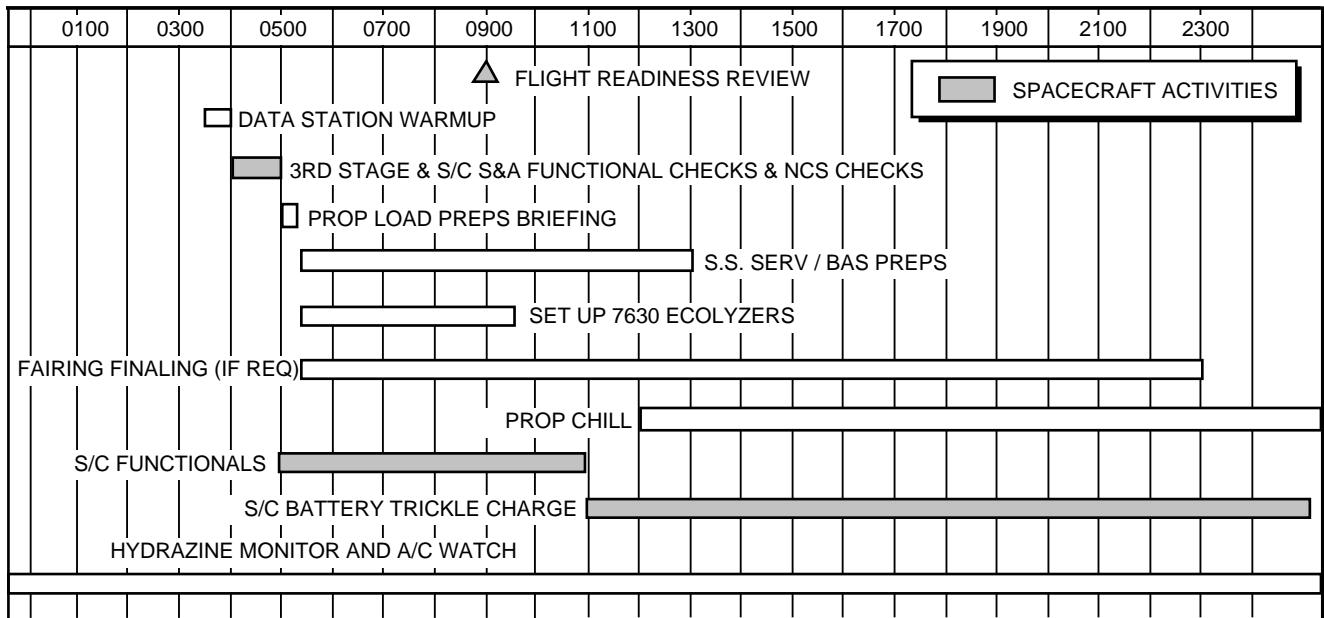 0100 0300 0500 0700 0900 1100 1300 1500 1700 1900 2100 2300
FLIGHT READINESS REVIEW
SPACECRAFT ACTIVITIES
DATA STATION WARMUP
3RD STAGE & S/C S&A FUNCTIONAL CHECKS & NCS CHECKS
PROP LOAD PREPS BRIEFING
S.S. SERV / BAS PREPS
SET UP 7630 ECOLYZERS
FAIRING FINALING (IF REQ)
PROP CHILL
S/C FUNCTIONALS
S/C BATTERY TRICKLE CHARGE
HYDRAZINE MONITOR AND A/C WATCH